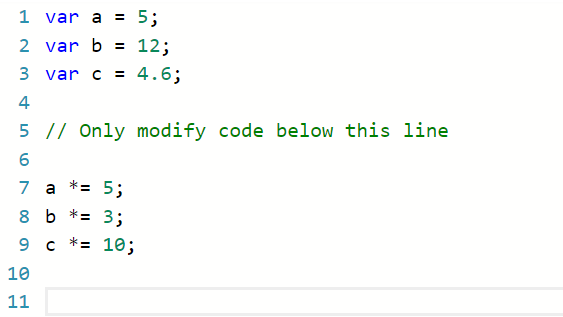 1 var a = 5;
2 var b = 12;
3 var c = 4.6;
4
5 // Only modify code below this line
6
7 a *= 5;
8 b *= 3;
9 c *= 10;
10
11